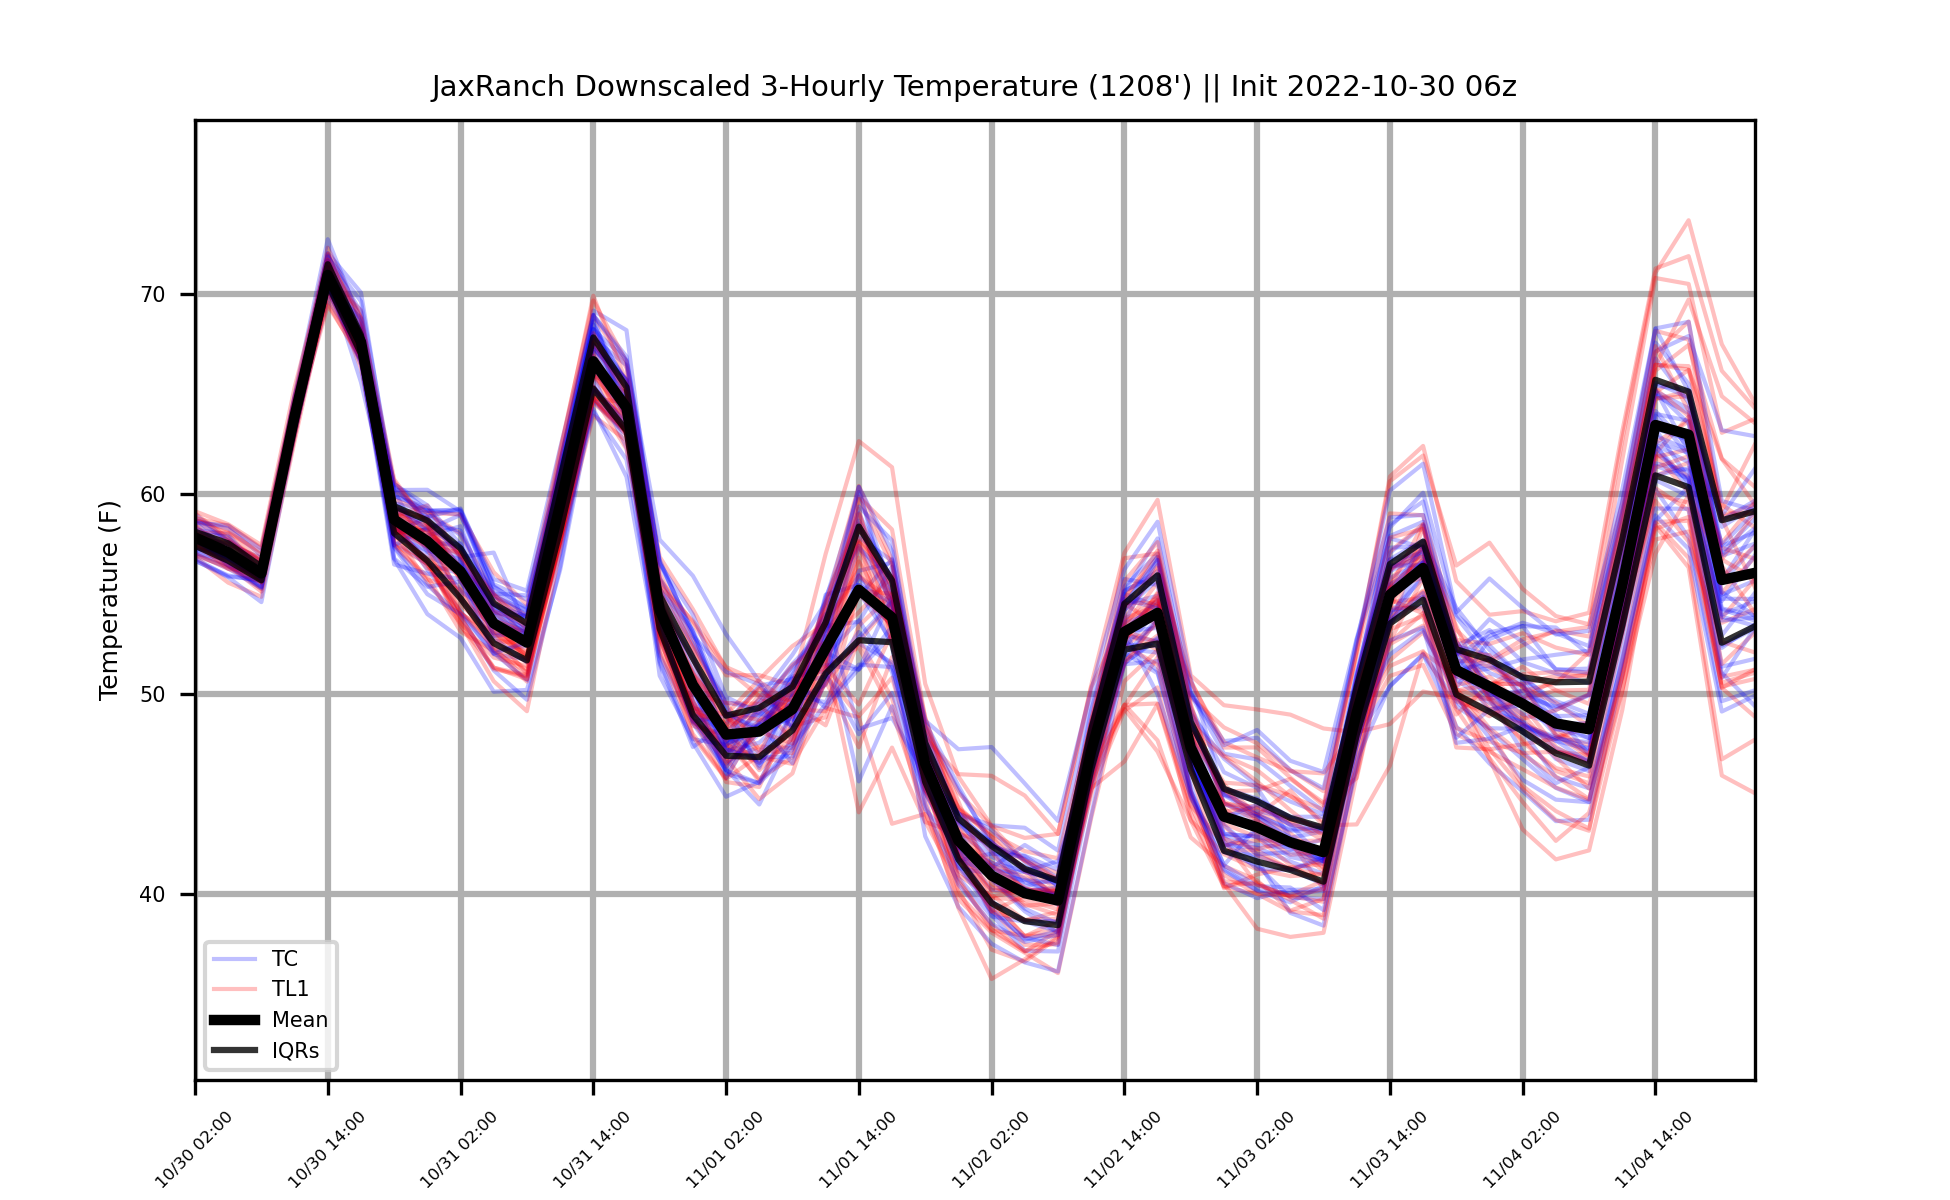 JaxRanch Downscaled 3-Hourly Temperature (1208') || Init 2022-10-30 06z
Temperature (F)
70
60
50
40
TC
TL1
Mean
IQRs
10/30 02:00
10/30 14:00
10/31 02:00
10/31 14:00
11/01 02:00
11/01 14:00
11/02 02:00
11/02 14:00
11/03 02:00
11/03 14:00
11/04 02:00
11/04 14:00